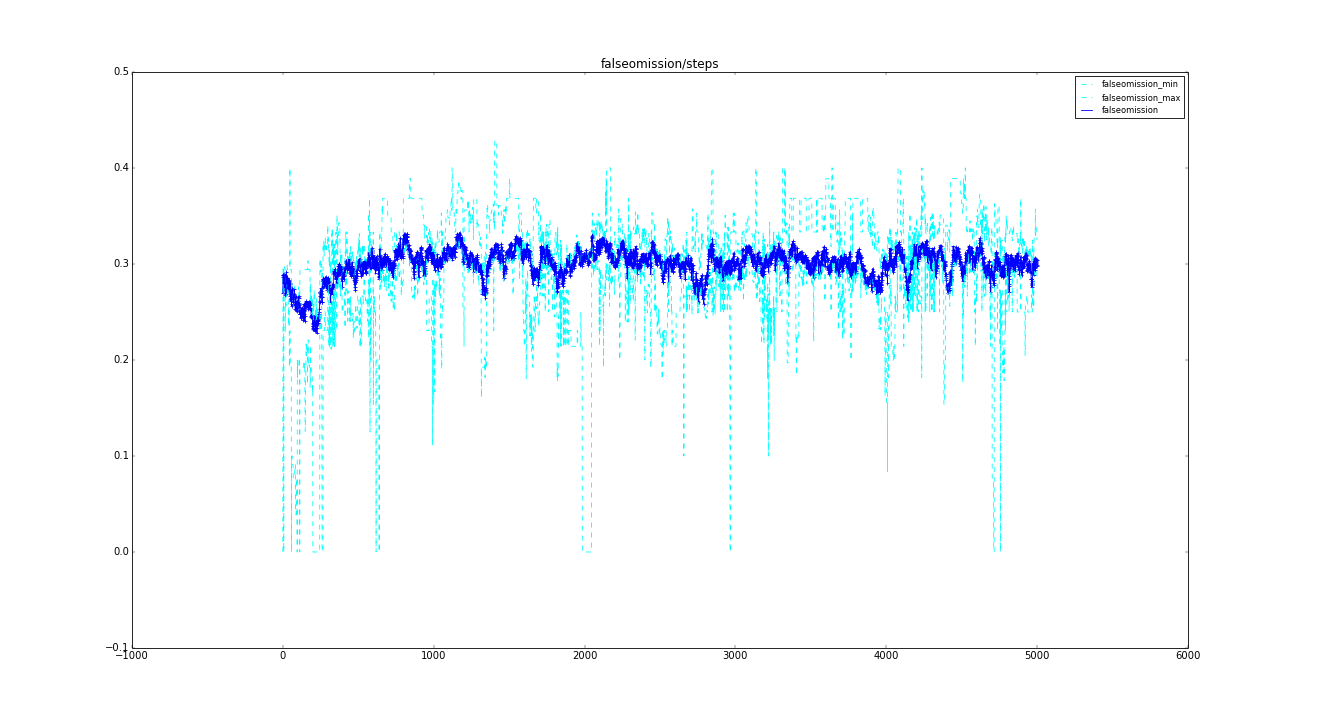 falseomission/steps
0.5
0.4
0.3
0.2
0.1
0.0
−0.1
−1000 0 1000 2000 3000 4000 5000 6000
falseomission_min
falseomission_max
falseomission